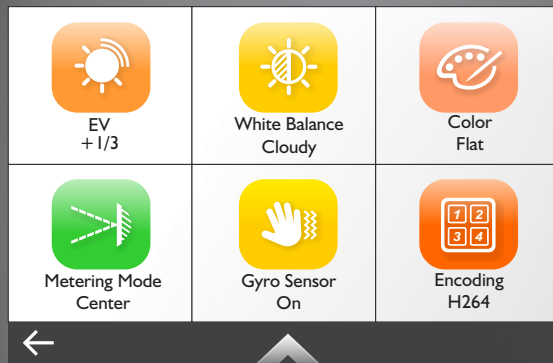 EV
+1/3
White Balance
Cloudy
Color
Flat
Metering Mode
Center
Gyro Sensor
On
1 2
3 4
Encoding
H264